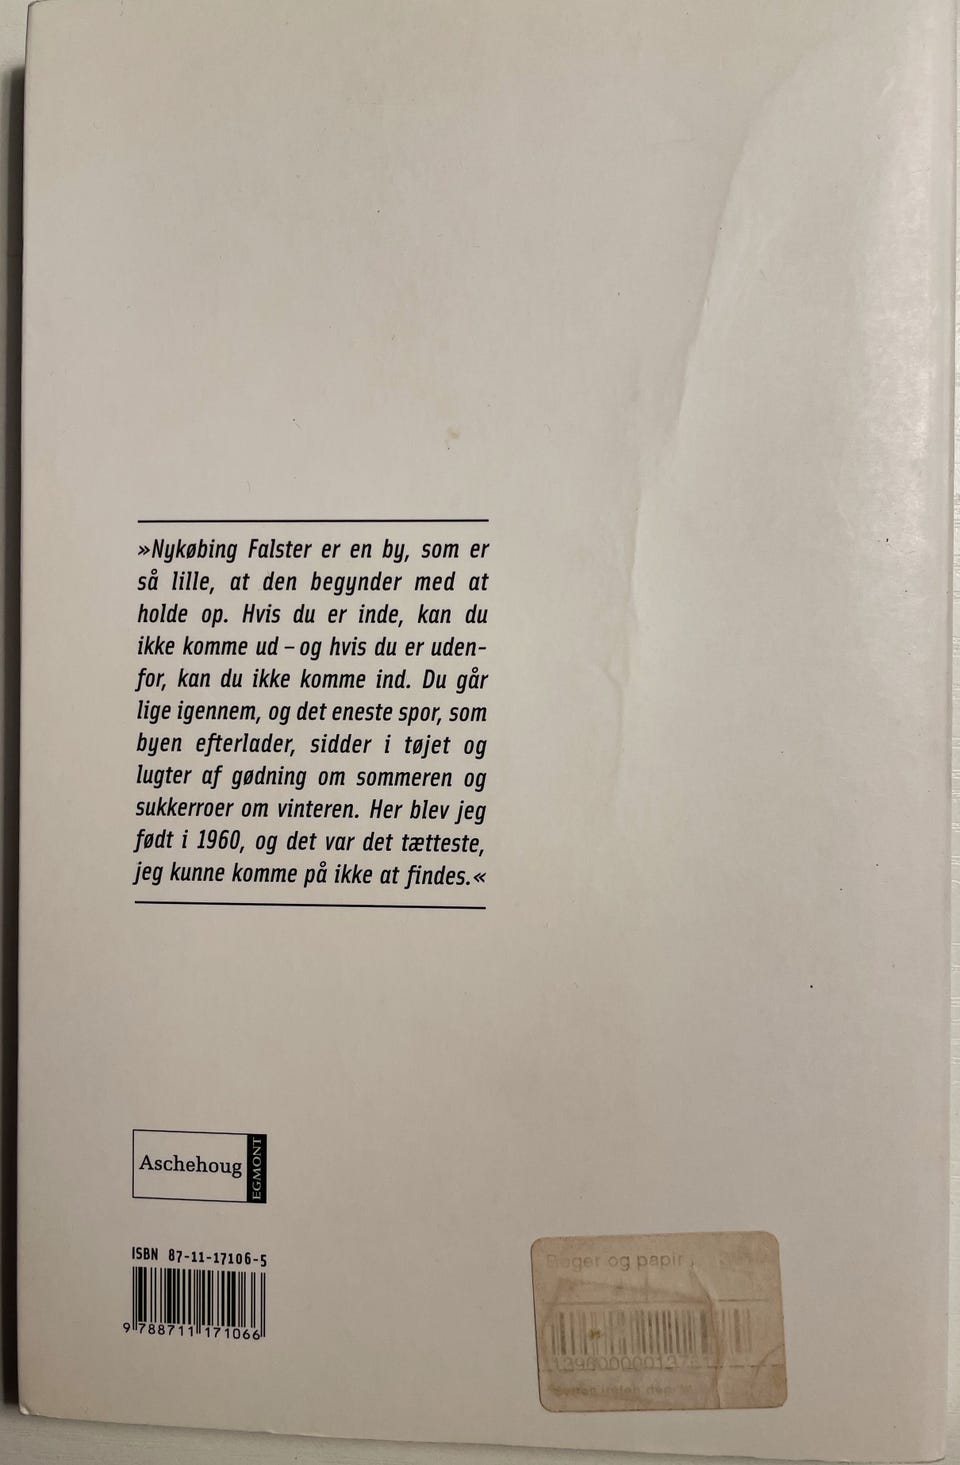 »Nykøbing Falster er en by, som er
så lille, at den begynder med at
holde op. Hvis du er inde, kan du
ikke komme ud – og hvis du er uden-
for, kan du ikke komme ind. Du går
lige igennem, og det eneste spor, som
byen efterlader, sidder i tøjet og
lugter af gødning om sommeren og
sukkerroer om vinteren. Her blev jeg
født i 1960, og det var det tætteste,
jeg kunne komme på ikke at findes.«
Aschehoug
EGMONT
ISBN 87-11-17106-5
9 788711 171066
Bøger og papir